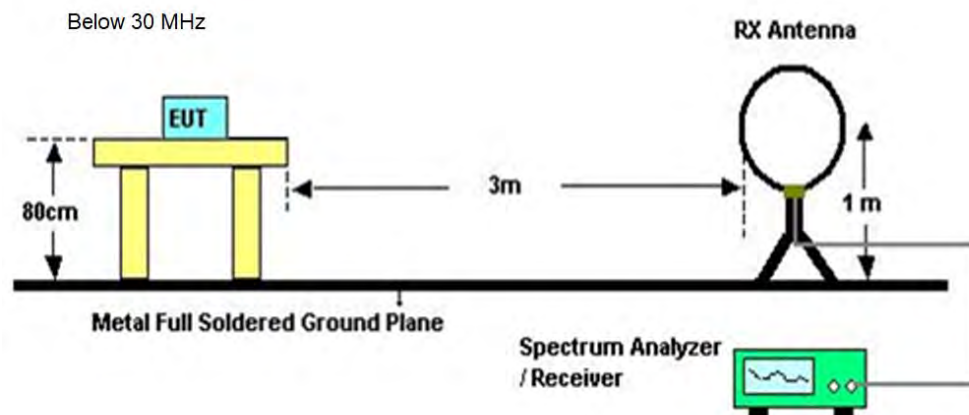 Below 30 MHz
RX Antenna
EUT
3m
80cm
1 m
Metal Full Soldered Ground Plane
Spectrum Analyzer
/ Receiver